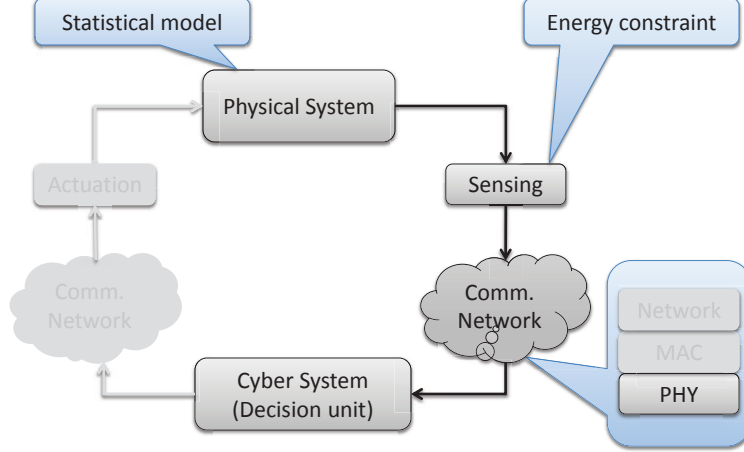 Statistical model
Energy constraint
Physical System
Actuation
Sensing
Comm.
Network
Comm.
Network
Network
MAC
PHY
Cyber System
(Decision unit)